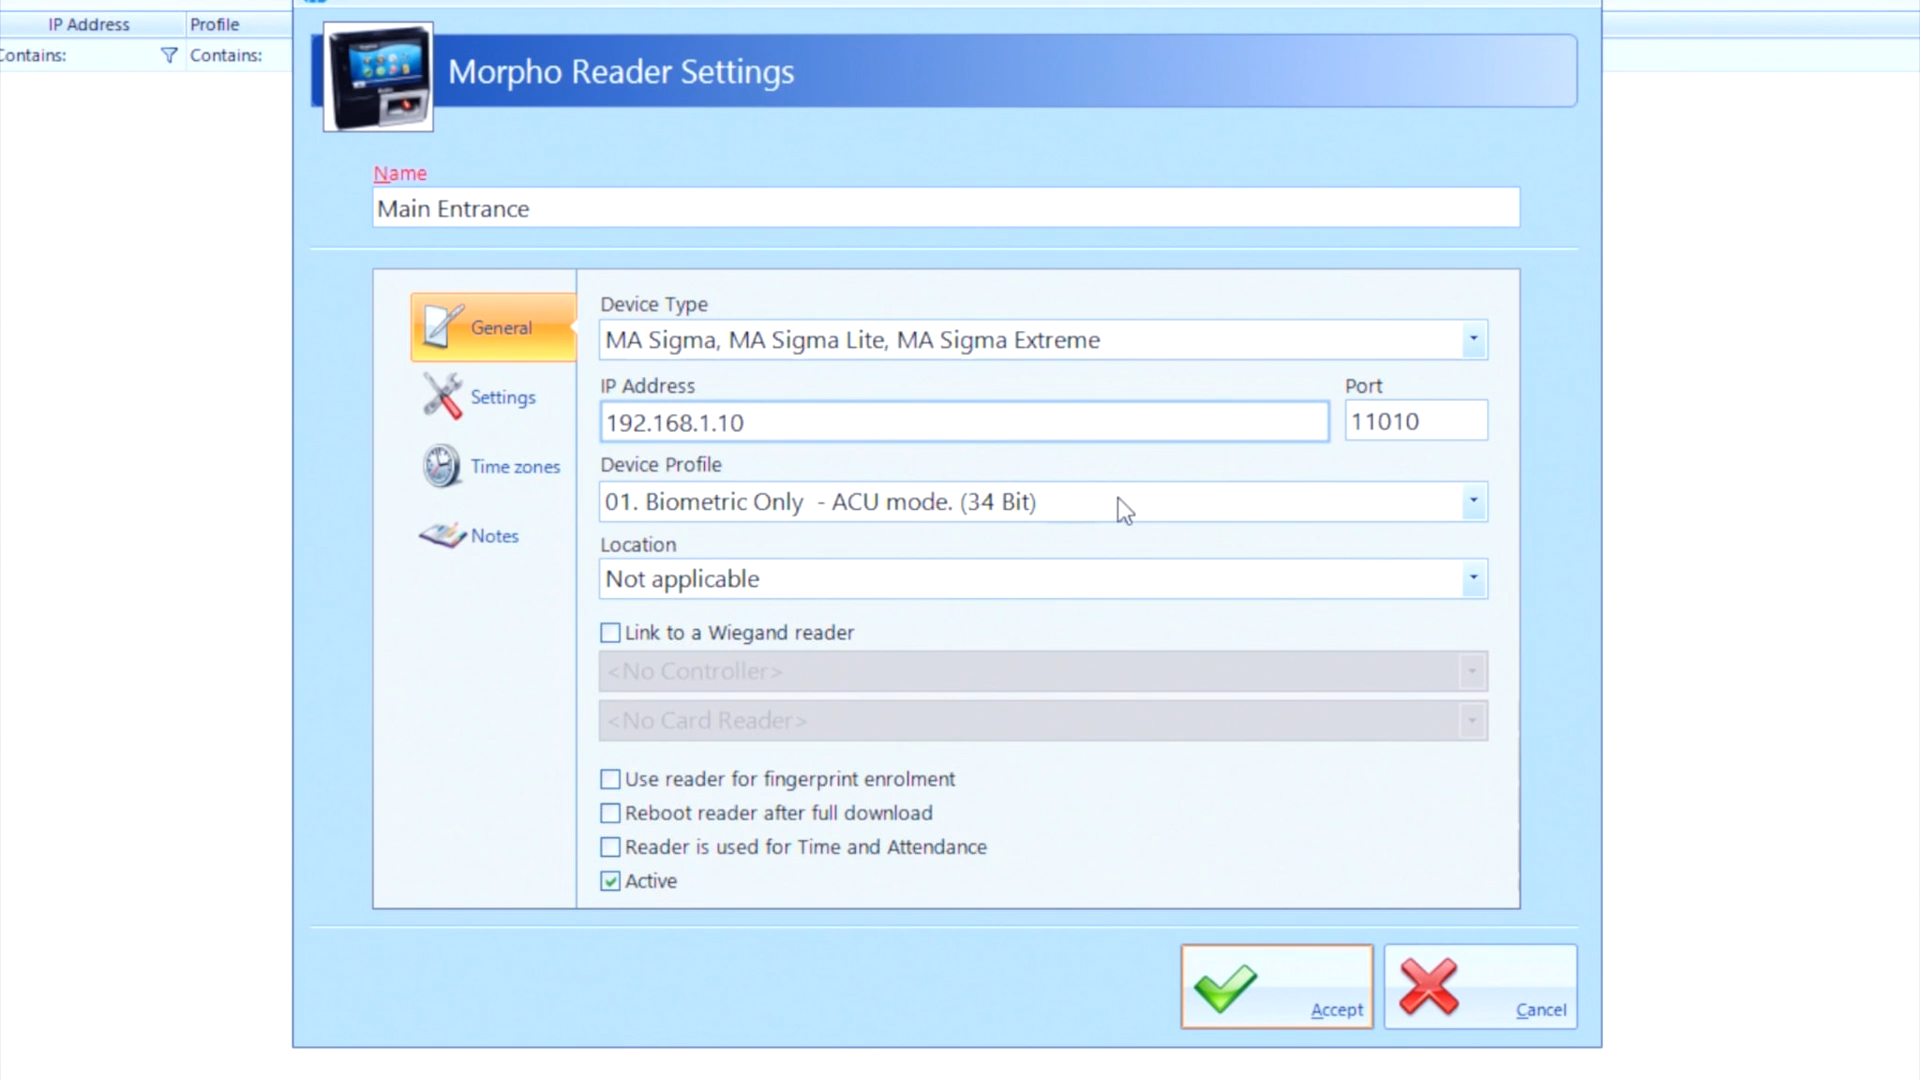 IP Address Profile
Contains: Contains:
Morpho Reader Settings
Name
Main Entrance
General
Settings
Time zones
Notes
Device Type
MA Sigma, MA Sigma Lite, MA Sigma Extreme
IP Address Port
192.168.1.10 11010
Device Profile
01. Biometric Only - ACU mode. (34 Bit)
Location
Not applicable
Link to a Wiegand reader
<No Controller>
<No Card Reader>
Use reader for fingerprint enrolment
Reboot reader after full download
Reader is used for Time and Attendance
Active
Accept Cancel